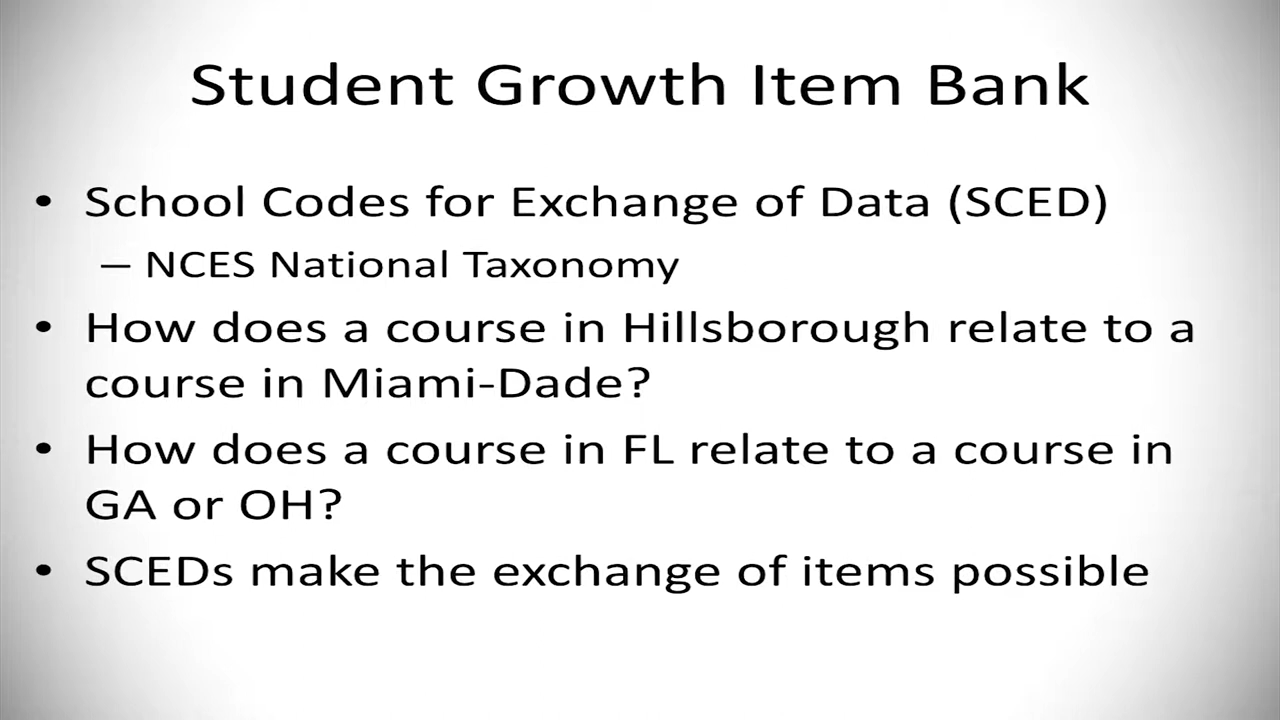 Student Growth Item Bank
• School Codes for Exchange of Data (SCED)
– NCES National Taxonomy
• How does a course in Hillsborough relate to a
course in Miami-Dade?
• How does a course in FL relate to a course in
GA or OH?
• SCEDs make the exchange of items possible